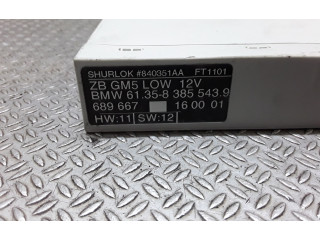 SHURLOK #840351AA FT1101
ZB GM5 LOW 12V
BMW 61.35-8 385 543.9
689 667 16 00 01
HW:11 SW:12